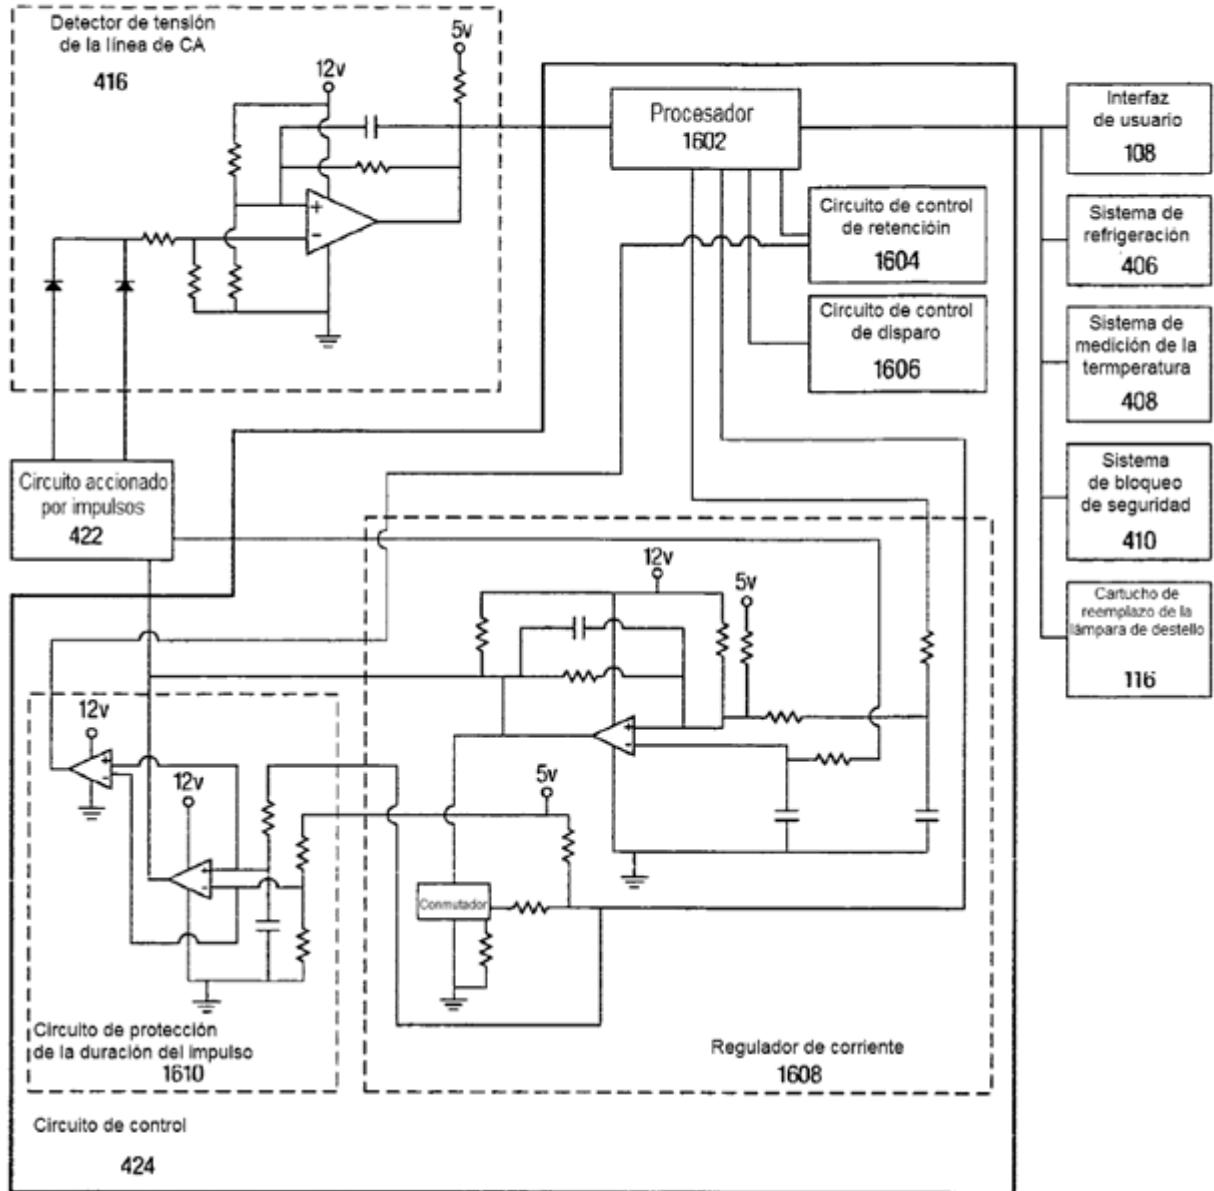 Detector de tensión
de la línea de CA
416
5v
12v
Procesador
1602
Interfaz
de usuario
108
Circuito de control
de retencióin
1604
Sistema de
refrigeración
406
Circuito de control
de disparo
1606
Sistema de
medición de la
termperatura
408
Circuito accionado
por impulsos
422
Sistema
de bloqueo
de seguridad
410
12v
5v
Cartucho de
reemplazo de la
lámpara de destello
116
12v
12v
5v
+
-
+
-
+
-
+
-
Conmutador
Circuito de protección
de la duración del impulso
1610
Regulador de corriente
1608
Circuito de control
424